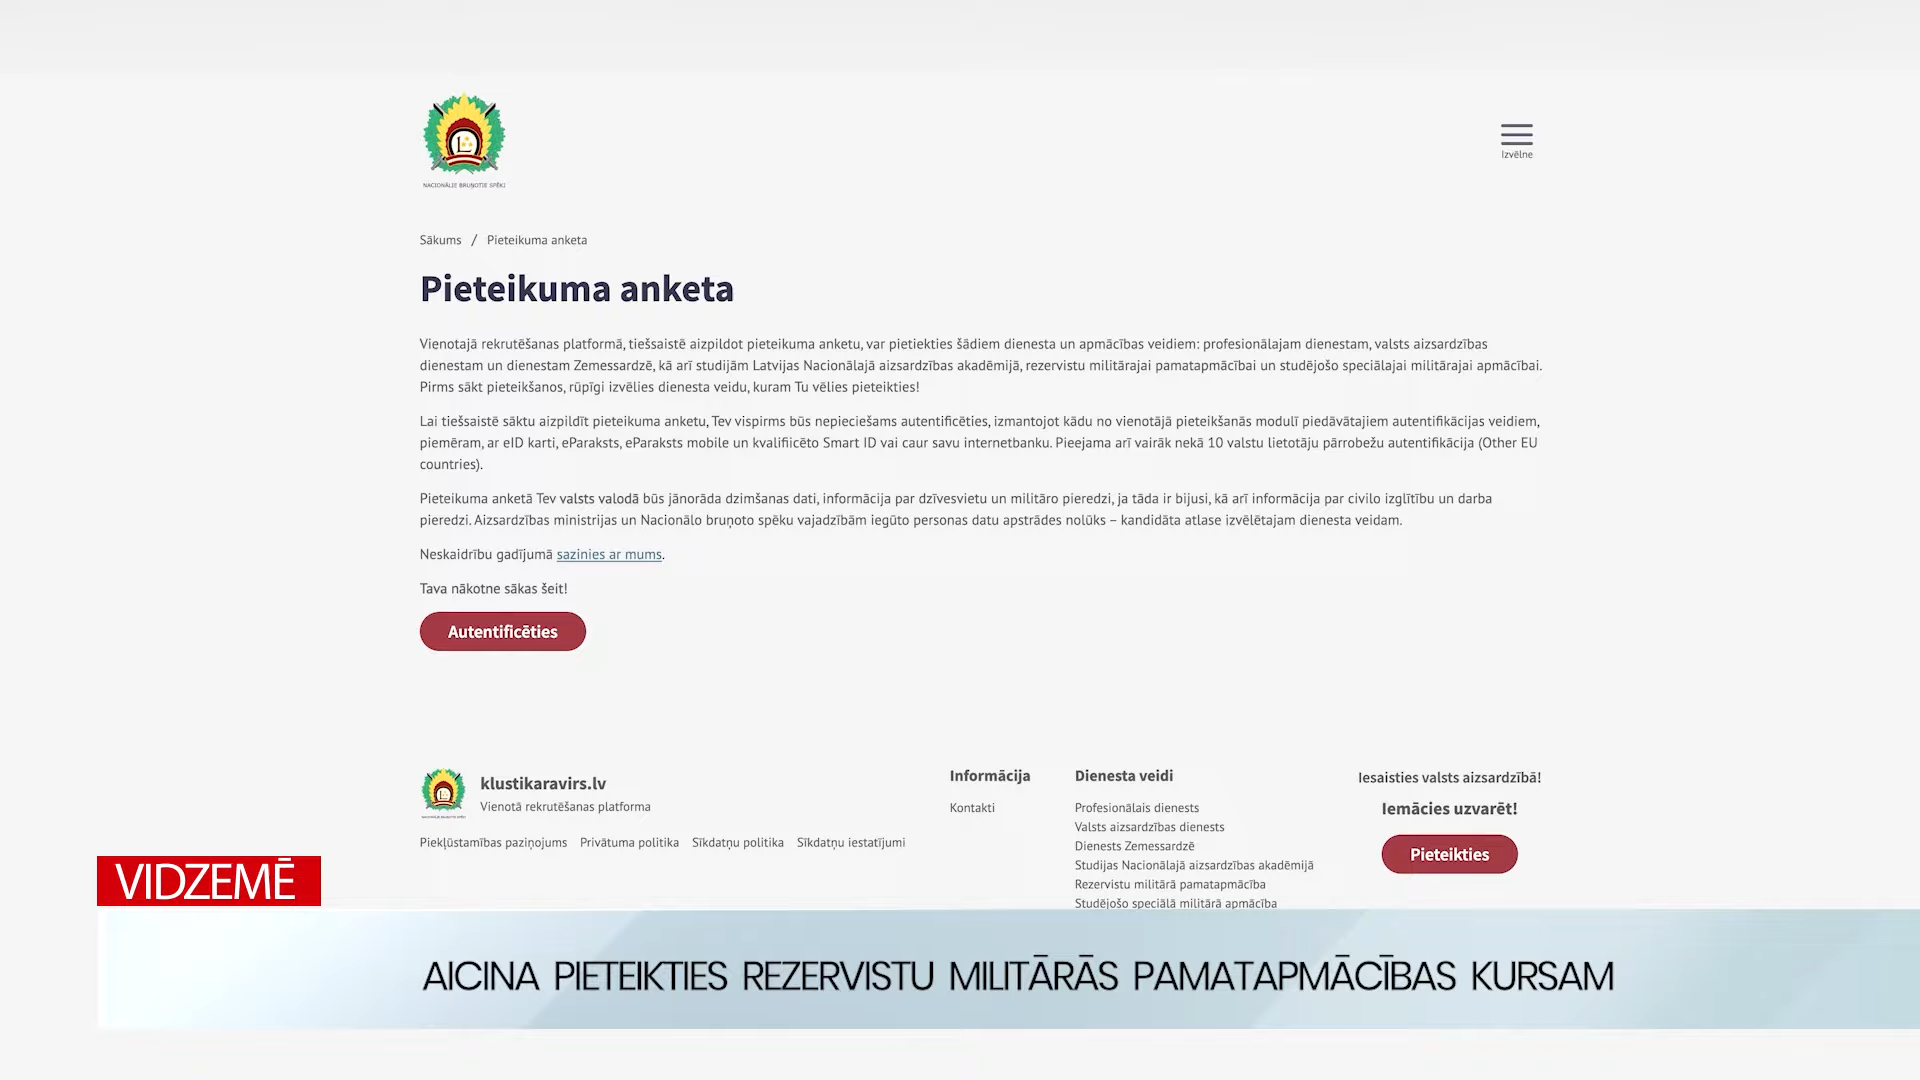 NACIONĀLIE BRUŅOTIE SPĒKI
Izvēlne
Sākums / Pieteikuma anketa
Pieteikuma anketa
Vienotajā rekrutēšanas platformā, tiešsaistē aizpildot pieteikuma anketu, var pietiekties šādiem dienesta un apmācības veidiem: profesionālajam dienestam, valsts aizsardzības
dienestam un dienestam Zemessardzē, kā arī studijām Latvijas Nacionālajā aizsardzības akadēmijā, rezervistu militārajai pamatapmācībai un studējošo speciālajai militārajai apmācībai.
Pirms sākt pieteikšanos, rūpīgi izvēlies dienesta veidu, kuram Tu vēlies pieteikties!
Lai tiešsaistē sāktu aizpildīt pieteikuma anketu, Tev vispirms būs nepieciešams autentificēties, izmantojot kādu no vienotājā pieteikšanās modulī piedāvātajiem autentifikācijas veidiem,
piemēram, ar eID karti, eParaksts, eParaksts mobile un kvalifiicēto Smart ID vai caur savu internetbanku. Pieejama arī vairāk nekā 10 valstu lietotāju pārrobežu autentifikācija (Other EU
countries).
Pieteikuma anketā Tev valsts valodā būs jānorāda dzimšanas dati, informācija par dzīvesvietu un militāro pieredzi, ja tāda ir bijusi, kā arī informācija par civilo izglītību un darba
pieredzi. Aizsardzības ministrijas un Nacionālo bruņoto spēku vajadzībām iegūto personas datu apstrādes nolūks – kandidāta atlase izvēlētajam dienesta veidam.
Neskaidrību gadījumā sazinies ar mums.
Tava nākotne sākas šeit!
Autentificēties
klustikaravirs.lv
Vienotā rekrutēšanas platforma
Piekļūstamības paziņojums Privātuma politika Sīkdatņu politika Sīkdatņu iestatījumi
Informācija
Kontakti
Dienesta veidi
Profesionālais dienests
Valsts aizsardzības dienests
Dienests Zemessardzē
Studijas Nacionālajā aizsardzības akadēmijā
Rezervistu militārā pamatapmācība
Studējošo speciālā militārā apmācība
Iesaisties valsts aizsardzībā!
Iemācies uzvarēt!
Pieteikties
VIDZEMĒ
AICINA PIETEIKTIES REZERVISTU MILITĀRĀS PAMATAPMĀCĪBAS KURSAM